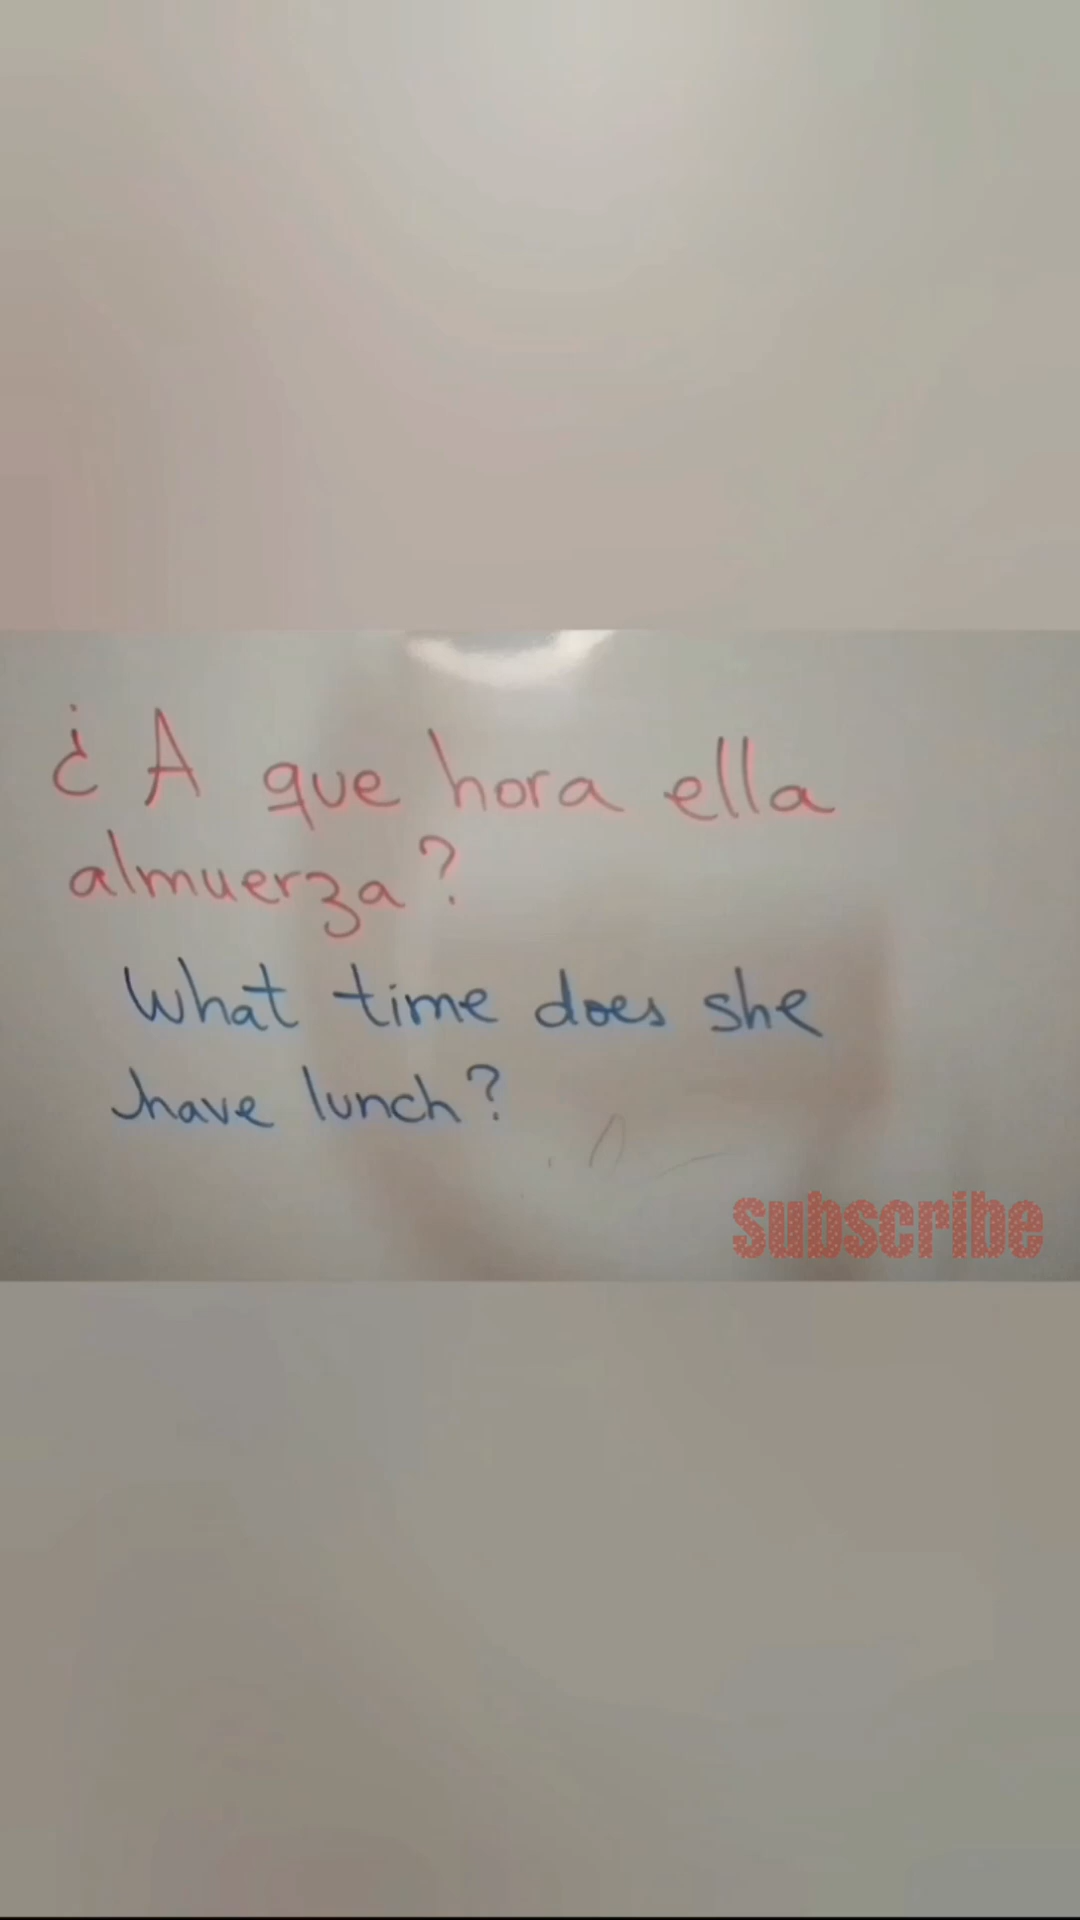 ¿ A que hora ella
almuerza?
What time does she
have lunch?
subscribe